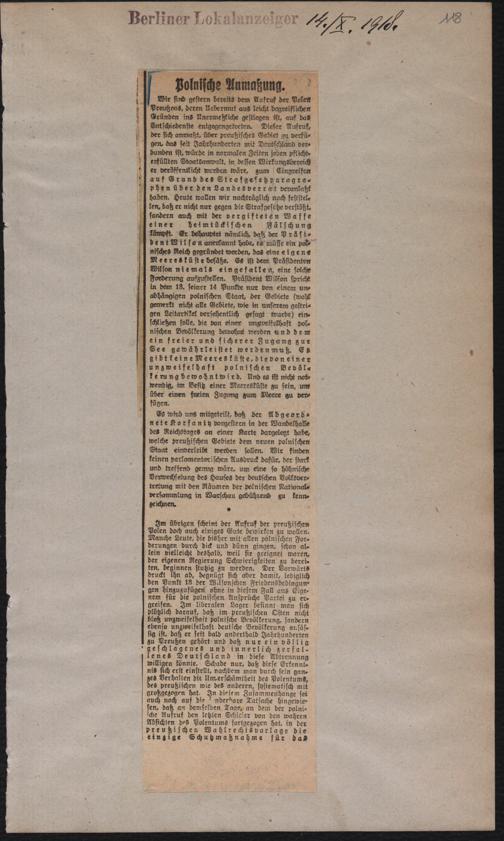 Berliner Lokalanzeiger 14./X. 1918. 118
Polnische Anmaßung.
Wir sind gestern bereits dem Aufruf der Polen
Preußens, deren Uebermut aus leicht begreiflichen
Gründen ins Unermeßliche gestiegen ist, auf das
Entschiedenste entgegengetreten. Dieser Aufruf,
der sich anmaßt, über preußisches Gebiet zu verfü-
gen, das seit Jahrhunderten mit Deutschland ver-
bunden ist, würde in normalen Zeiten jeden pflicht-
erfüllten Staatsanwalt, in dessen Wirkungsbereich
er veröffentlicht worden wäre, zum Eingreifen
auf Grund des Strafgesetzparagra-
phen über den Landesverrat veranlaßt
haben. Heute wollen wir nachträglich noch feststel-
len, daß er nicht nur gegen die Strafgesetze verstößt,
sondern auch mit der vergifteten Waffe
einer heimtückischen Fälschung
kämpft. Er behauptet nämlich, daß der Präsi-
dent Wilson anerkannt habe, es müsse ein pol-
nisches Reich gegründet werden, das eine eigene
Meeresküste besäße. Es ist dem Präsidenten
Wilson niemals eingefallen, eine solche
Forderung aufzustellen. Präsident Wilson spricht
in dem 13. seiner 14 Punkte nur von einem un-
abhängigen polnischen Staat, der Gebiete (wohl
gemerkt nicht alle Gebiete, wie in unserem gestri-
gen Leitartikel versehentlich gesagt wurde) ein-
schließen solle, die von einer unzweifelhaft pol-
nischen Bevölkerung bewohnt werden und dem
ein freier und sicherer Zugang zur
See gewährleistet werden muß. Es
gibt keine Meeresküste, die von einer
unzweifelhaft polnischen Bevöl-
kerung bewohnt wird. Und es ist nicht not-
wendig, im Besitz einer Meeresküste zu sein, um
über einen freien Zugang zum Meere zu ver-
fügen.
Es wird uns mitgeteilt, daß der Abgeord-
nete Korfanty vorgestern in der Wandelhalle
des Reichstages an einer Karte dargelegt habe,
welche preußischen Gebiete dem neuen polnischen
Staat einverleibt werden sollen. Wir finden
keinen parlamentarischen Ausdruck dafür, der stark
und treffend genug wäre, um eine so höhnische
Verwechselung des Hauses der deutschen Volksver-
tretung mit den Räumen der polnischen National-
versammlung in Warschau gebührend zu kenn-
zeichnen.
*
Im übrigen scheint der Aufruf der preußischen
Polen doch auch einiges Gute bewirken zu wollen.
Manche Leute, die bisher mit allen polnischen For-
derungen durch dick und dünn gingen, schon al-
lein vielleicht deshalb, weil sie geeignet waren,
der eigenen Regierung Schwierigkeiten zu berei-
ten, beginnen stutzig zu werden. Der Vorwärts
druckt ihn ab, begnügt sich aber damit, lediglich
den Punkt 13 der Wilsonschen Friedensbedingun-
gen hinzuzufügen ohne in diesem Fall aus Eige-
nem für die polnischen Ansprüche Partei zu er-
greifen. Im liberalen Lager besinnt man sich
plötzlich darauf, daß im preußischen Osten nicht
bloß unzweifelhaft polnische Bevölkerung, sondern
ebenso unzweifelhaft deutsche Bevölkerung ansäs-
sig ist, daß er seit bald anderthalb Jahrhunderten
zu Preußen gehört und daß nur ein völlig
geschlagenes und innerlich zerfal-
lenes Deutschland in diese Abtrennung
willigen könnte. Schade nur, daß diese Erkennt-
nis sich erst einstellt, nachdem man durch sein gan-
zes Verhalten die Unverschämtheit des Polentums,
des preußischen wie des anderen, systematisch mit
großgezogen hat. In diesem Zusammenhange sei
auch noch auf die sonderbare Tatsache hingewie-
sen, daß an demselben Tage, an dem der polni-
sche Aufruf den letzten Schleier von den wahren
Absichten des Polentums fortgezogen hat, in der
preußischen Wahlrechtsvorlage die
einzige Schutzmaßnahme für das